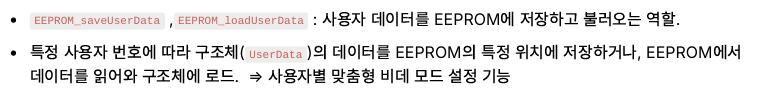 • EEPROM_saveUserData ,EEPROM_loadUserData : 사용자 데이터를 EEPROM에 저장하고 불러오는 역할.
• 특정 사용자 번호에 따라 구조체(UserData)의 데이터를 EEPROM의 특정 위치에 저장하거나, EEPROM에서
데이터를 읽어와 구조체에 로드. ⇒ 사용자별 맞춤형 비데 모드 설정 기능